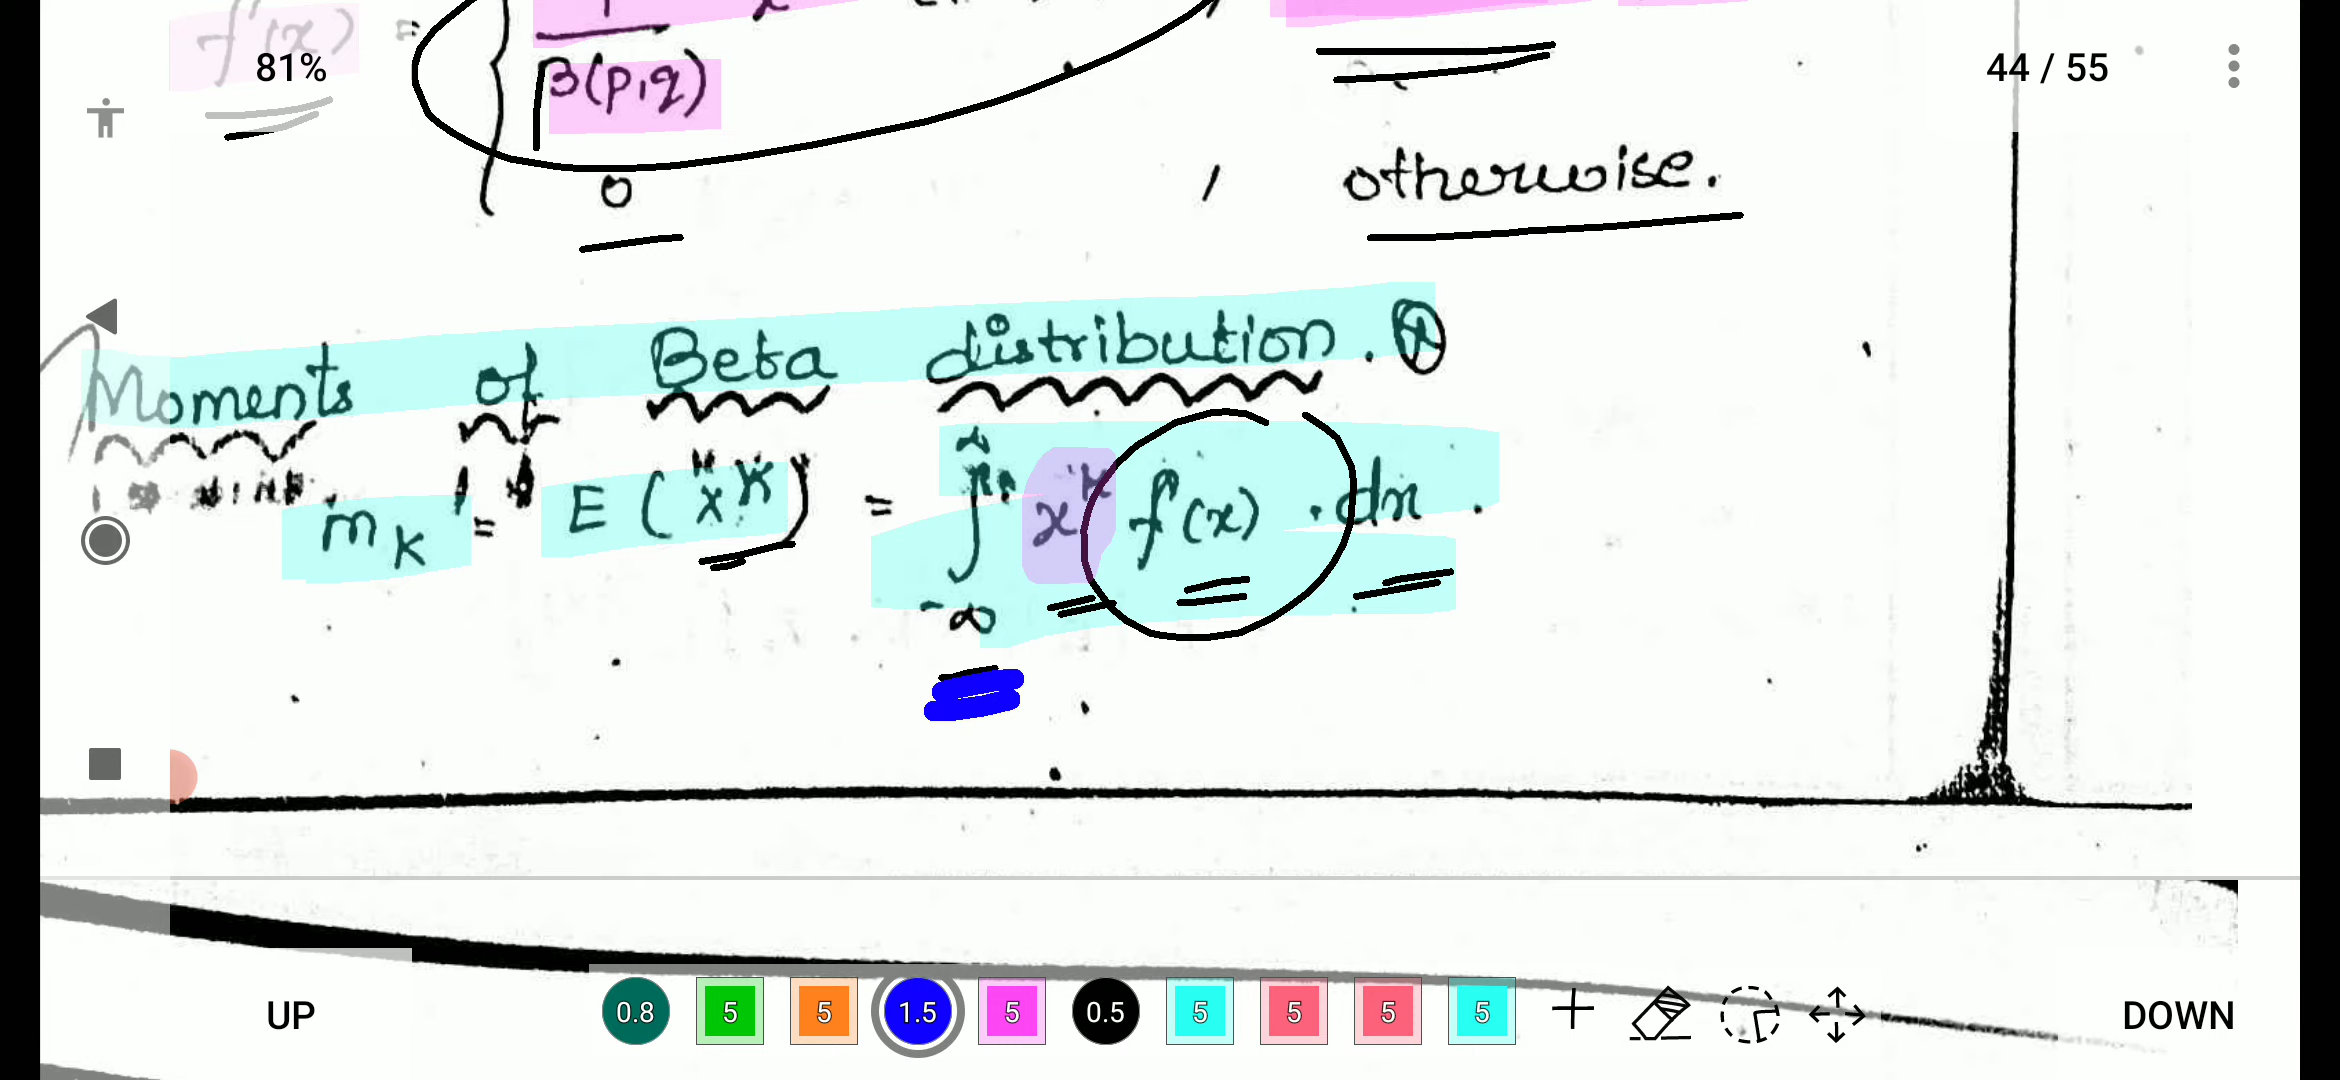 f(x) =
81%
44 / 55
β(p,q)
0 , otherwise.
Moments of Beta distribution.
m_k = E(X^k) = ∫_{-∞}^{∞} x^k f(x) · dx.
UP 0.8 5 5 1.5 5 0.5 5 5 5 5 DOWN